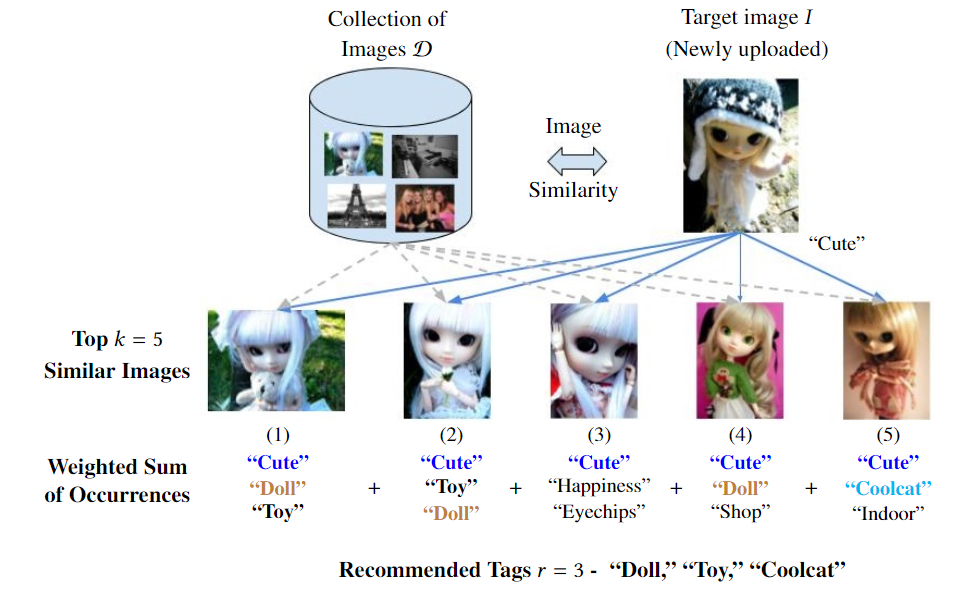 Collection of
Images 𝒟
Target image I
(Newly uploaded)
Image
Similarity
“Cute”
Top k = 5
Similar Images
(1) (2) (3) (4) (5)
Weighted Sum
of Occurrences
“Cute” “Cute” “Cute” “Cute” “Cute”
“Doll” + “Toy” + “Happiness” + “Doll” + “Coolcat”
“Toy” “Doll” “Eyechips” “Shop” “Indoor”
Recommended Tags r = 3 - “Doll,” “Toy,” “Coolcat”